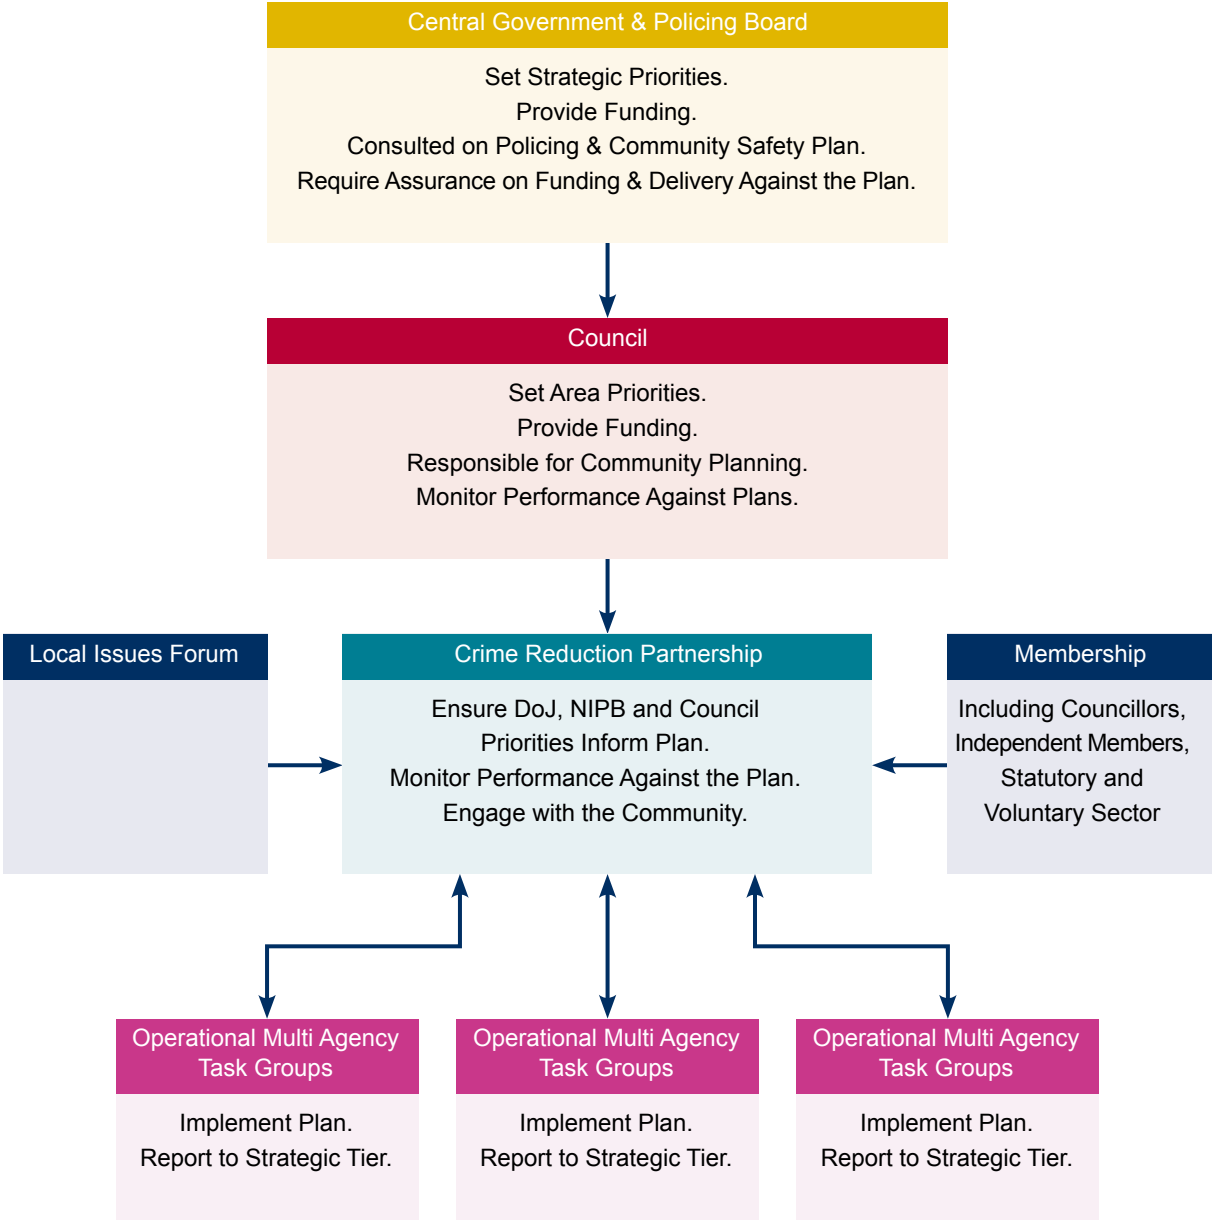 Central Government & Policing Board
Set Strategic Priorities.
Provide Funding.
Consulted on Policing & Community Safety Plan.
Require Assurance on Funding & Delivery Against the Plan.
Council
Set Area Priorities.
Provide Funding.
Responsible for Community Planning.
Monitor Performance Against Plans.
Local Issues Forum
Crime Reduction Partnership
Ensure DoJ, NIPB and Council
Priorities Inform Plan.
Monitor Performance Against the Plan.
Engage with the Community.
Membership
Including Councillors,
Independent Members,
Statutory and
Voluntary Sector
Operational Multi Agency
Task Groups
Implement Plan.
Report to Strategic Tier.
Operational Multi Agency
Task Groups
Implement Plan.
Report to Strategic Tier.
Operational Multi Agency
Task Groups
Implement Plan.
Report to Strategic Tier.